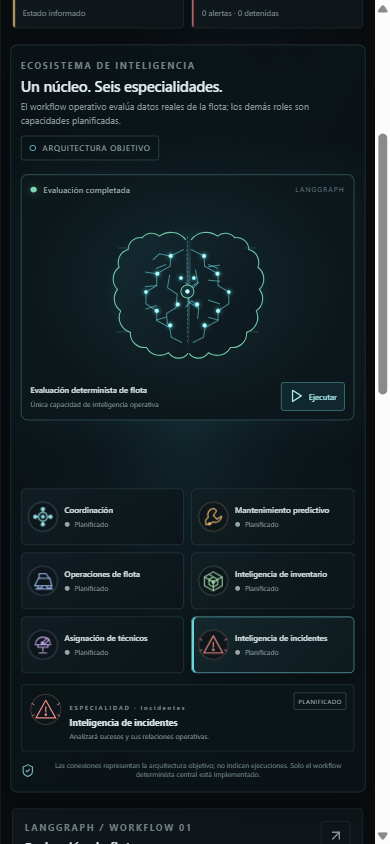 Estado informado
0 alertas · 0 detenidas
ECOSISTEMA DE INTELIGENCIA
Un núcleo. Seis especialidades.
El workflow operativo evalúa datos reales de la flota; los demás roles son
capacidades planificadas.
ARQUITECTURA OBJETIVO
Evaluación completada
LANGGRAPH
Evaluación determinista de flota
Única capacidad de inteligencia operativa
Ejecutar
Coordinación
Planificado
Mantenimiento predictivo
Planificado
Operaciones de flota
Planificado
Inteligencia de inventario
Planificado
Asignación de técnicos
Planificado
Inteligencia de incidentes
Planificado
ESPECIALIDAD · Incidentes
PLANIFICADO
Inteligencia de incidentes
Analizará sucesos y sus relaciones operativas.
Las conexiones representan la arquitectura objetivo; no indican ejecuciones. Solo el workflow
determinista central está implementado.
LANGGRAPH / WORKFLOW 01